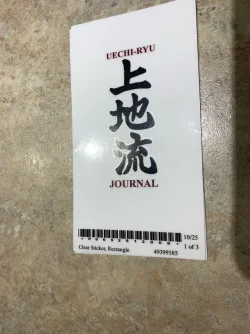 UECHI-RYU
上地流
JOURNAL
10/25
Clear Sticker, Rectangle
49399585
1 of 3